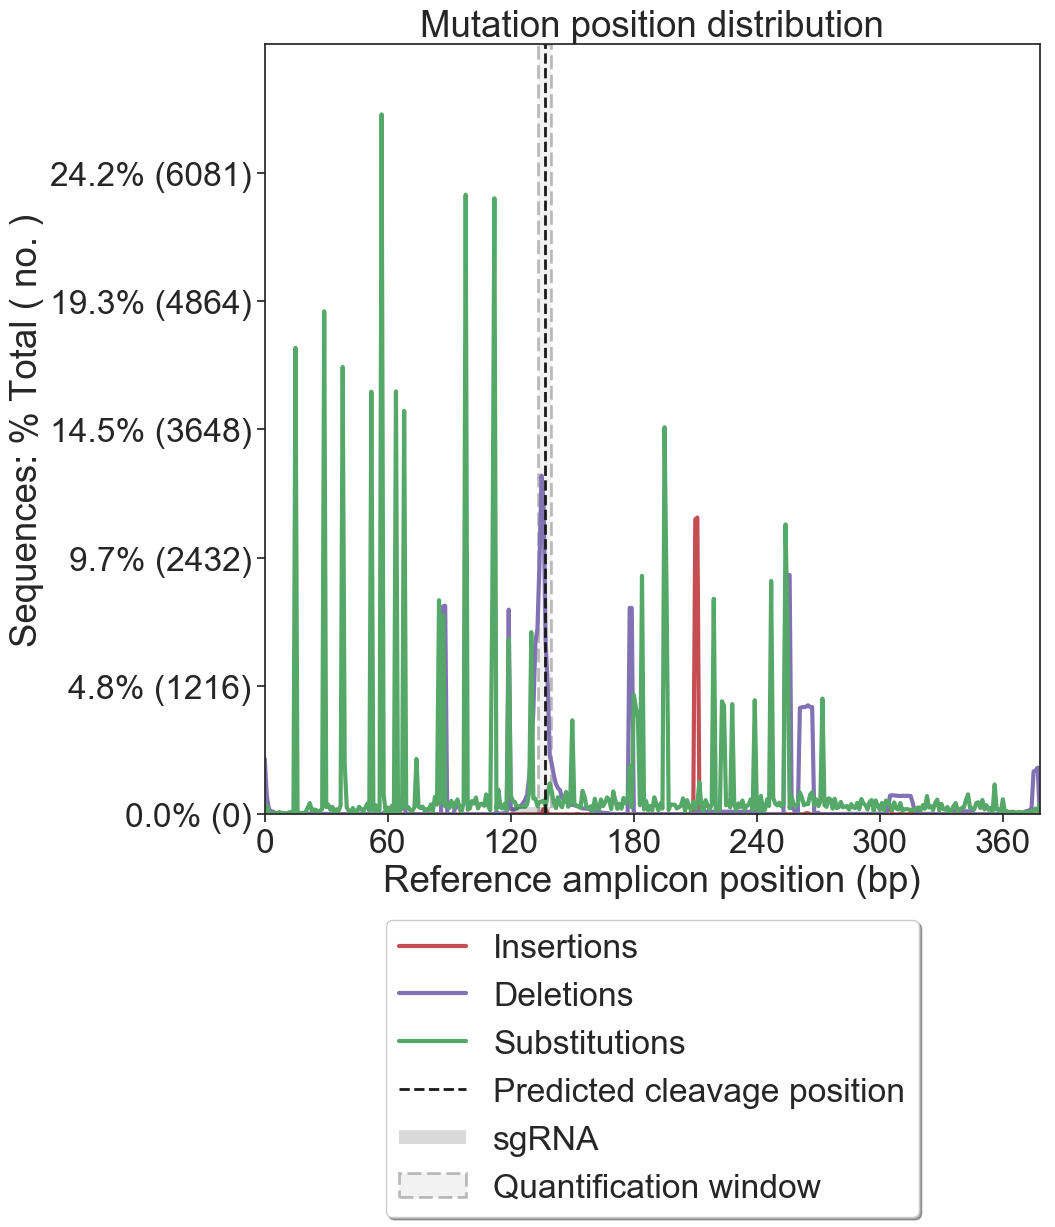 Mutation position distribution
Sequences: % Total ( no. )
24.2% (6081)
19.3% (4864)
14.5% (3648)
9.7% (2432)
4.8% (1216)
0.0% (0)
0 60 120 180 240 300 360
Reference amplicon position (bp)
Insertions
Deletions
Substitutions
Predicted cleavage position
sgRNA
Quantification window